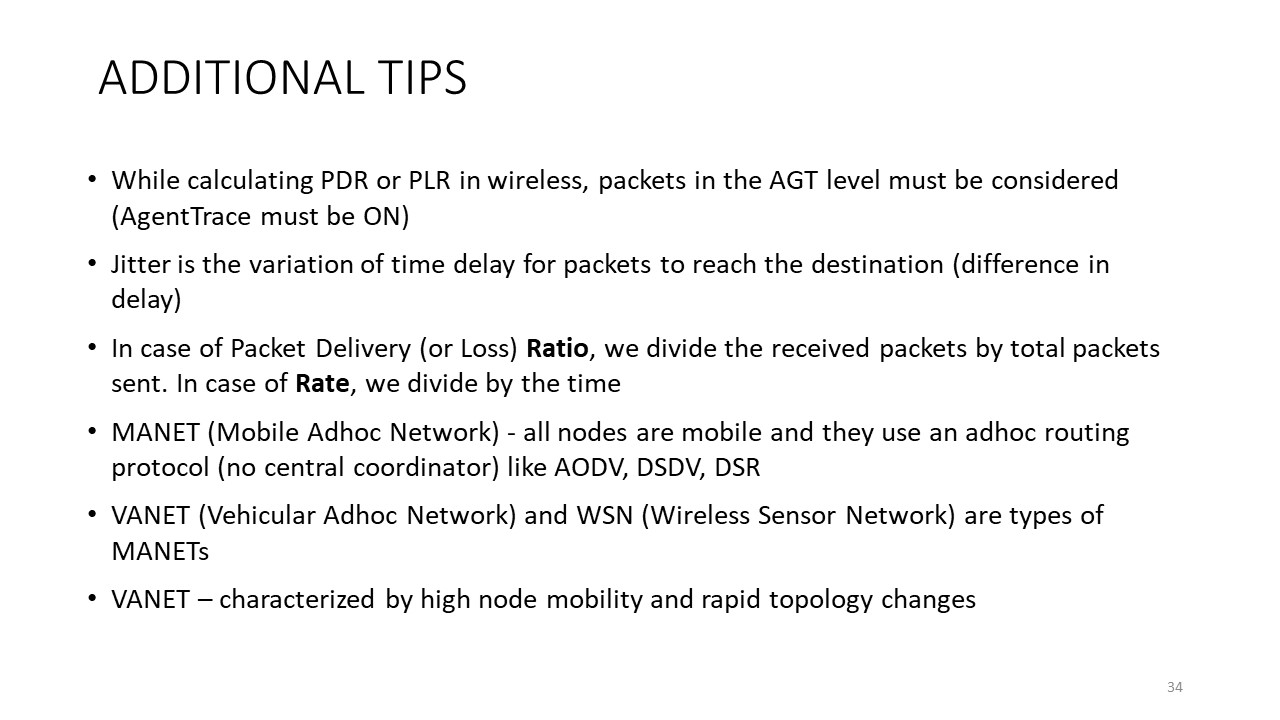 ADDITIONAL TIPS
• While calculating PDR or PLR in wireless, packets in the AGT level must be considered
(AgentTrace must be ON)
• Jitter is the variation of time delay for packets to reach the destination (difference in
delay)
• In case of Packet Delivery (or Loss) Ratio, we divide the received packets by total packets
sent. In case of Rate, we divide by the time
• MANET (Mobile Adhoc Network) - all nodes are mobile and they use an adhoc routing
protocol (no central coordinator) like AODV, DSDV, DSR
• VANET (Vehicular Adhoc Network) and WSN (Wireless Sensor Network) are types of
MANETs
• VANET – characterized by high node mobility and rapid topology changes
34